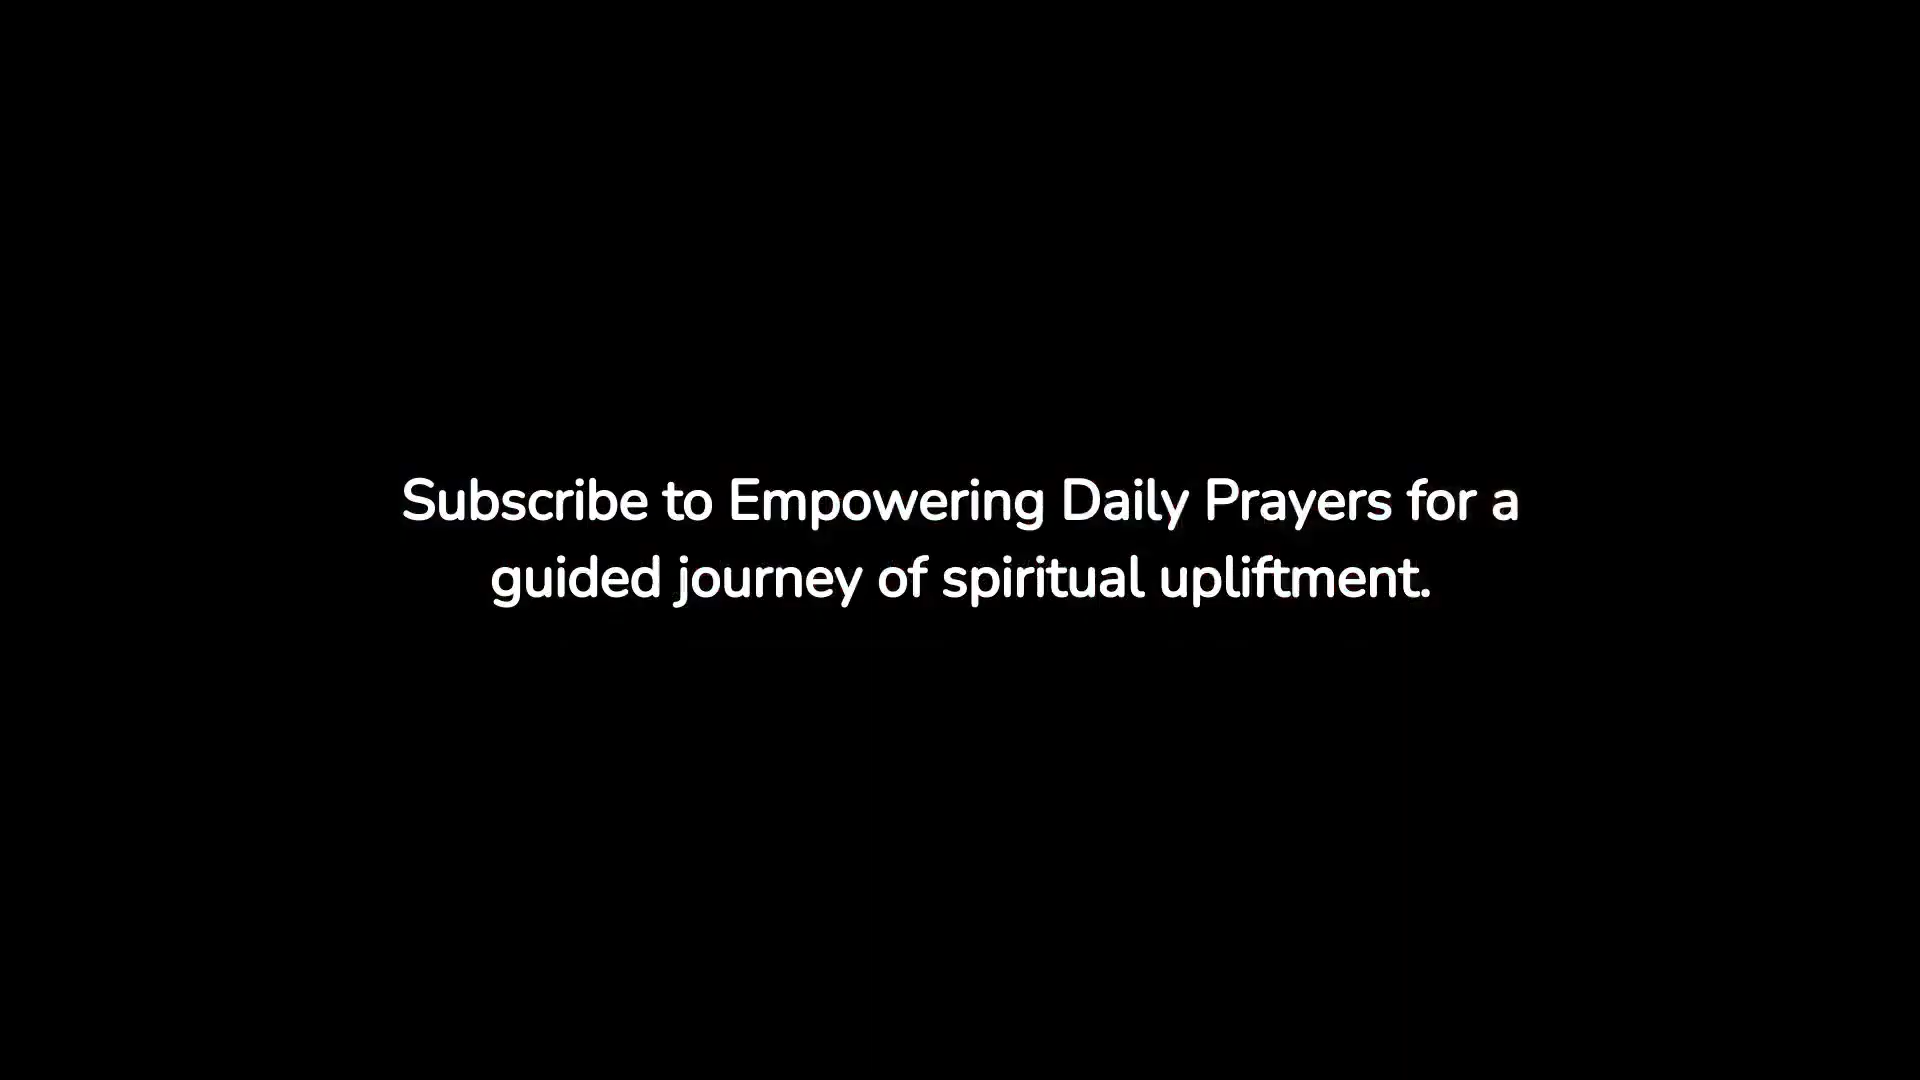 Subscribe to Empowering Daily Prayers for a
guided journey of spiritual upliftment.